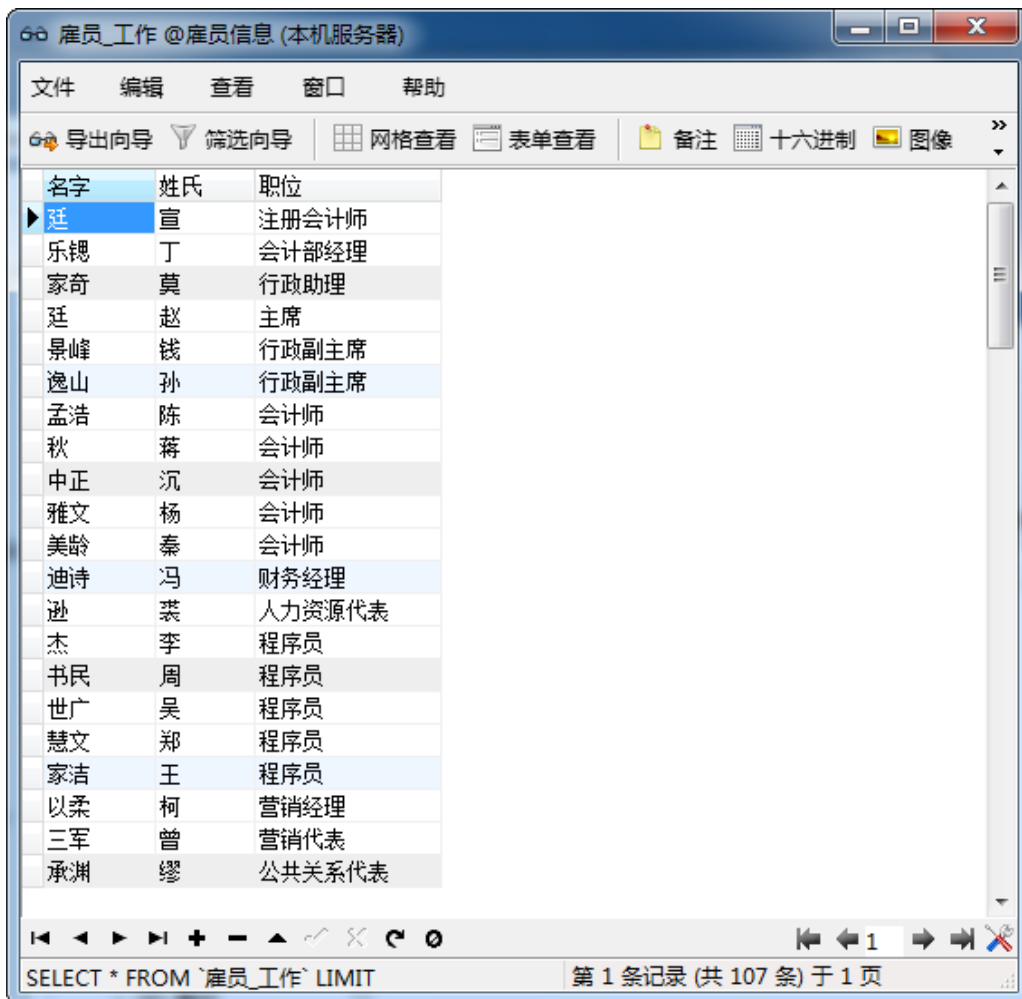 雇员_工作 @雇员信息 (本机服务器)
文件 编辑 查看 窗口 帮助
导出向导 筛选向导 网格查看 表单查看 备注 十六进制 图像
名字 姓氏 职位
廷 宣 注册会计师
乐锶 丁 会计部经理
家奇 莫 行政助理
廷 赵 主席
景峰 钱 行政副主席
逸山 孙 行政副主席
孟浩 陈 会计师
秋 蒋 会计师
中正 沉 会计师
雅文 杨 会计师
美龄 秦 会计师
迪诗 冯 财务经理
逊 裘 人力资源代表
杰 李 程序员
书民 周 程序员
世广 吴 程序员
慧文 郑 程序员
家洁 王 程序员
以柔 柯 营销经理
三军 曾 营销代表
承渊 缪 公共关系代表
1
SELECT * FROM `雇员_工作` LIMIT 第 1 条记录 (共 107 条) 于 1 页